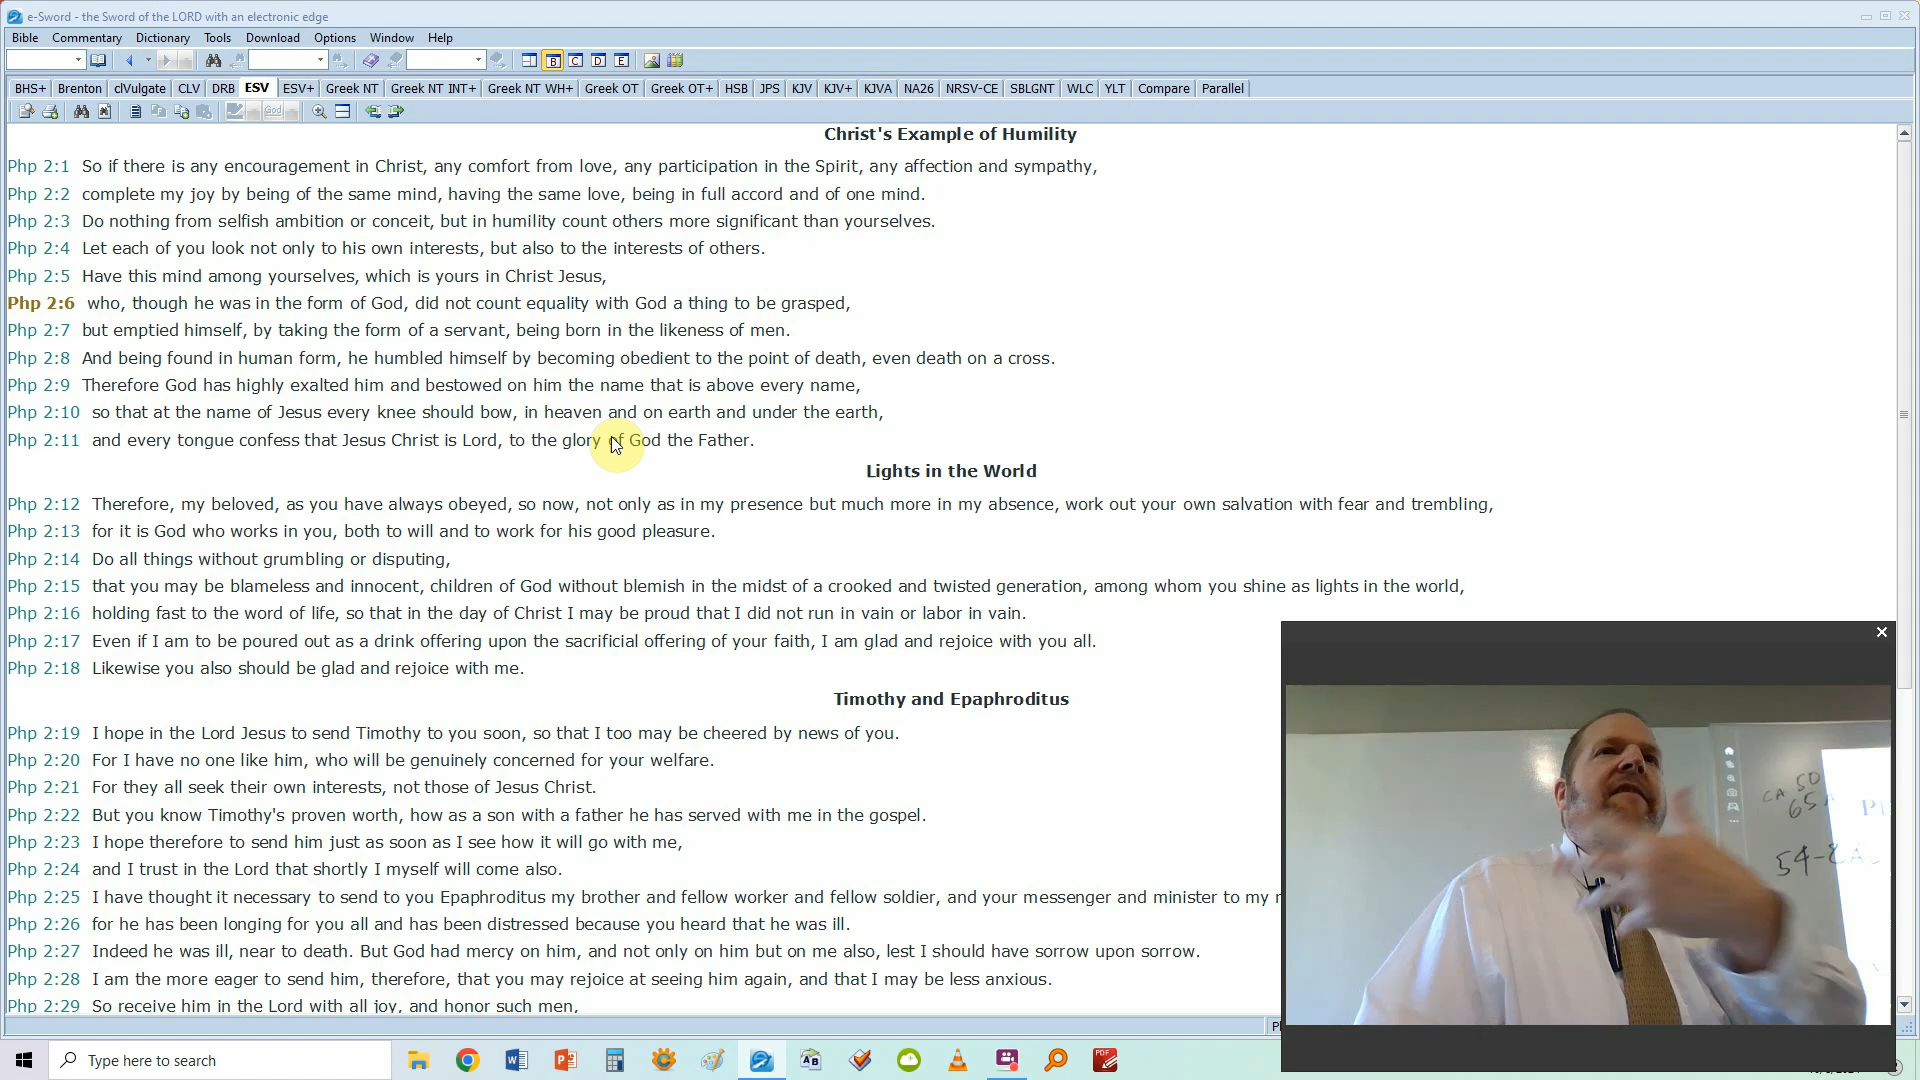 e-Sword - the Sword of the LORD with an electronic edge
Bible Commentary Dictionary Tools Download Options Window Help
B C D E
BHS+ Brenton clVulgate CLV DRB ESV ESV+ Greek NT Greek NT INT+ Greek NT WH+ Greek OT Greek OT+ HSB JPS KJV KJV+ KJVA NA26 NRSV-CE SBLGNT WLC YLT Compare Parallel
Christ's Example of Humility
Php 2:1 So if there is any encouragement in Christ, any comfort from love, any participation in the Spirit, any affection and sympathy,
Php 2:2 complete my joy by being of the same mind, having the same love, being in full accord and of one mind.
Php 2:3 Do nothing from selfish ambition or conceit, but in humility count others more significant than yourselves.
Php 2:4 Let each of you look not only to his own interests, but also to the interests of others.
Php 2:5 Have this mind among yourselves, which is yours in Christ Jesus,
Php 2:6 who, though he was in the form of God, did not count equality with God a thing to be grasped,
Php 2:7 but emptied himself, by taking the form of a servant, being born in the likeness of men.
Php 2:8 And being found in human form, he humbled himself by becoming obedient to the point of death, even death on a cross.
Php 2:9 Therefore God has highly exalted him and bestowed on him the name that is above every name,
Php 2:10 so that at the name of Jesus every knee should bow, in heaven and on earth and under the earth,
Php 2:11 and every tongue confess that Jesus Christ is Lord, to the glory of God the Father.
Lights in the World
Php 2:12 Therefore, my beloved, as you have always obeyed, so now, not only as in my presence but much more in my absence, work out your own salvation with fear and trembling,
Php 2:13 for it is God who works in you, both to will and to work for his good pleasure.
Php 2:14 Do all things without grumbling or disputing,
Php 2:15 that you may be blameless and innocent, children of God without blemish in the midst of a crooked and twisted generation, among whom you shine as lights in the world,
Php 2:16 holding fast to the word of life, so that in the day of Christ I may be proud that I did not run in vain or labor in vain.
Php 2:17 Even if I am to be poured out as a drink offering upon the sacrificial offering of your faith, I am glad and rejoice with you all.
Php 2:18 Likewise you also should be glad and rejoice with me.
Timothy and Epaphroditus
Php 2:19 I hope in the Lord Jesus to send Timothy to you soon, so that I too may be cheered by news of you.
Php 2:20 For I have no one like him, who will be genuinely concerned for your welfare.
Php 2:21 For they all seek their own interests, not those of Jesus Christ.
Php 2:22 But you know Timothy's proven worth, how as a son with a father he has served with me in the gospel.
Php 2:23 I hope therefore to send him just as soon as I see how it will go with me,
Php 2:24 and I trust in the Lord that shortly I myself will come also.
Php 2:25 I have thought it necessary to send to you Epaphroditus my brother and fellow worker and fellow soldier, and your messenger and minister to my
Php 2:26 for he has been longing for you all and has been distressed because you heard that he was ill.
Php 2:27 Indeed he was ill, near to death. But God had mercy on him, and not only on him but on me also, lest I should have sorrow upon sorrow.
Php 2:28 I am the more eager to send him, therefore, that you may rejoice at seeing him again, and that I may be less anxious.
Php 2:29 So receive him in the Lord with all joy, and honor such men,
CA 50
65
54-
Type here to search